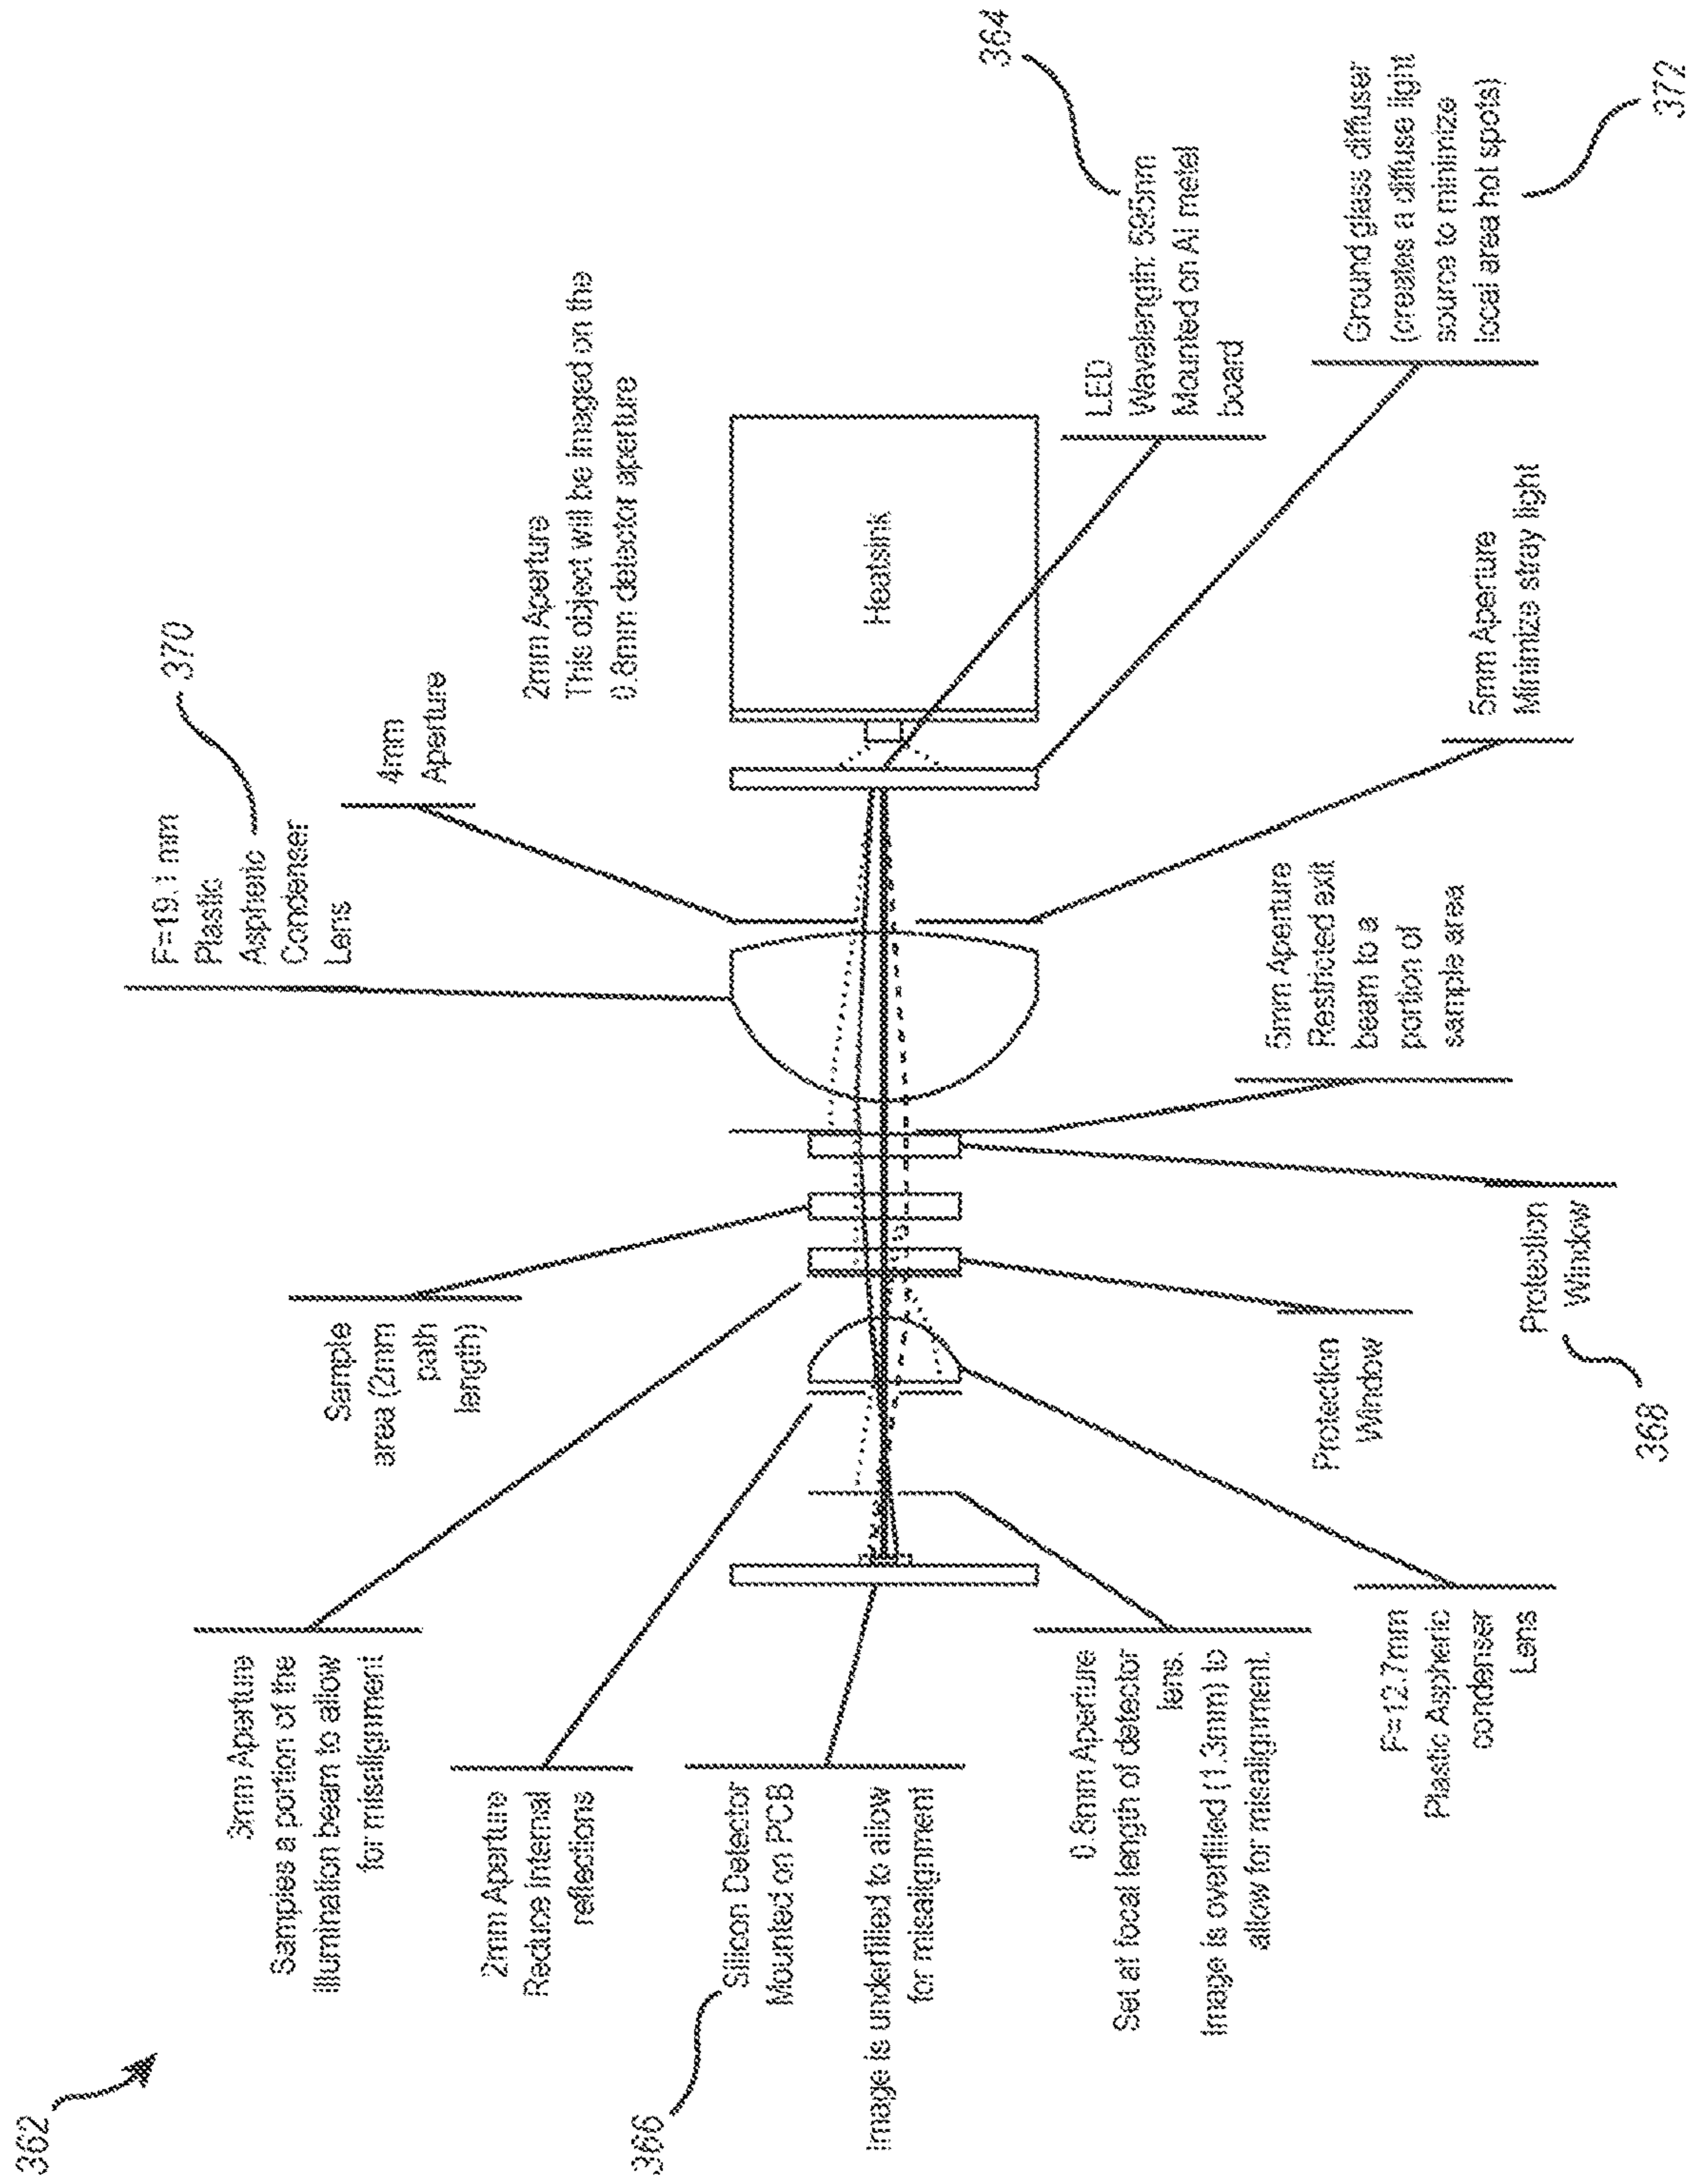 362
3mm Aperture
Samples a portion of the
illumination beam to allow
for misalignment
2mm Aperture
Reduce internal
reflections
366
Silicon Detector
Mounted on PCB
Image is underfilled to allow
for misalignment
0.8mm Aperture
Set at focal length of detector
lens.
Image is overfilled (1.3mm) to
allow for misalignment.
F=12.7mm
Plastic Aspheric
condenser
Lens
Sample
area (2mm
path
length)
Protection
Window
Protection
Window
368
F=19.1 mm
Plastic
Aspheric
Condenser
Lens
370
4mm
Aperture
2mm Aperture
This object will be imaged on the
0.8mm detector aperture
Heatsink
5mm Aperture
Restricted exit
beam to a
portion of
sample area
5mm Aperture
Minimize stray light
LED
Wavelength:
Mounted on Al metal
board
364
Ground glass diffuser
(creates a diffuse light
source to minimize
local area hot spots)
372